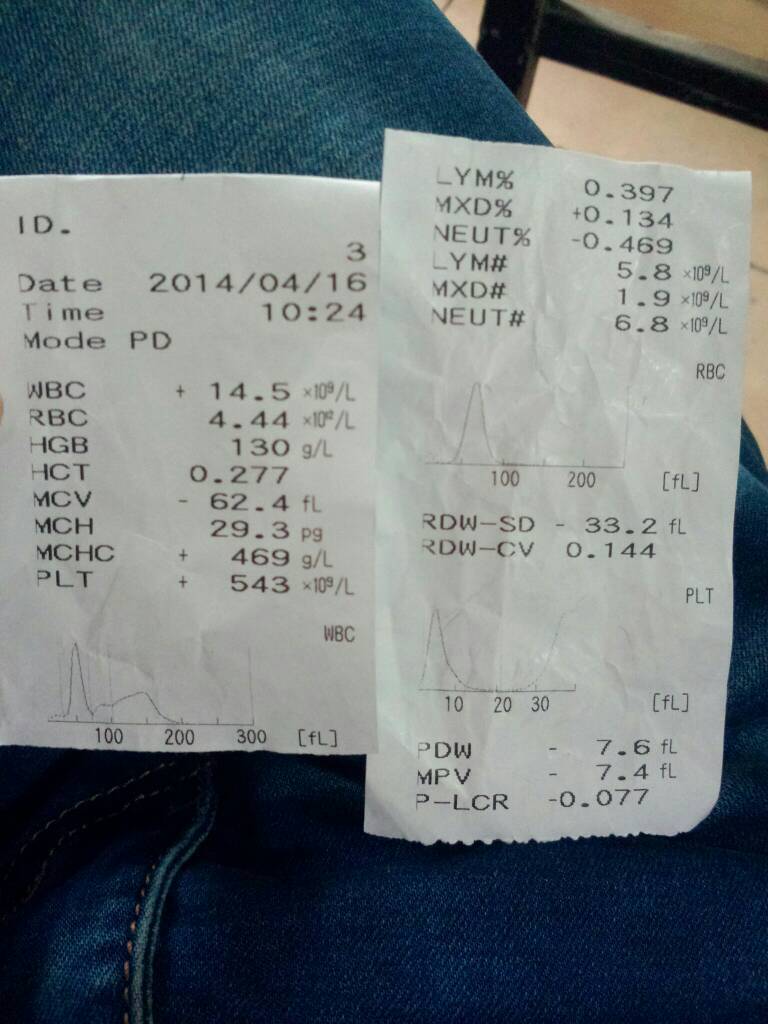 ID.
3
Date 2014/04/16
Time 10:24
Mode PD
WBC + 14.5 ×10⁹/L
RBC 4.44 ×10¹²/L
HGB 130 g/L
HCT 0.277
MCV - 62.4 fL
MCH 29.3 pg
MCHC + 469 g/L
PLT + 543 ×10⁹/L
WBC
100 200 300 [fL]
LYM% 0.397
MXD% +0.134
NEUT% -0.469
LYM# 5.8 ×10⁹/L
MXD# 1.9 ×10⁹/L
NEUT# 6.8 ×10⁹/L
RBC
100 200 [fL]
RDW-SD - 33.2 fL
RDW-CV 0.144
PLT
10 20 30 [fL]
PDW - 7.6 fL
MPV - 7.4 fL
P-LCR -0.077